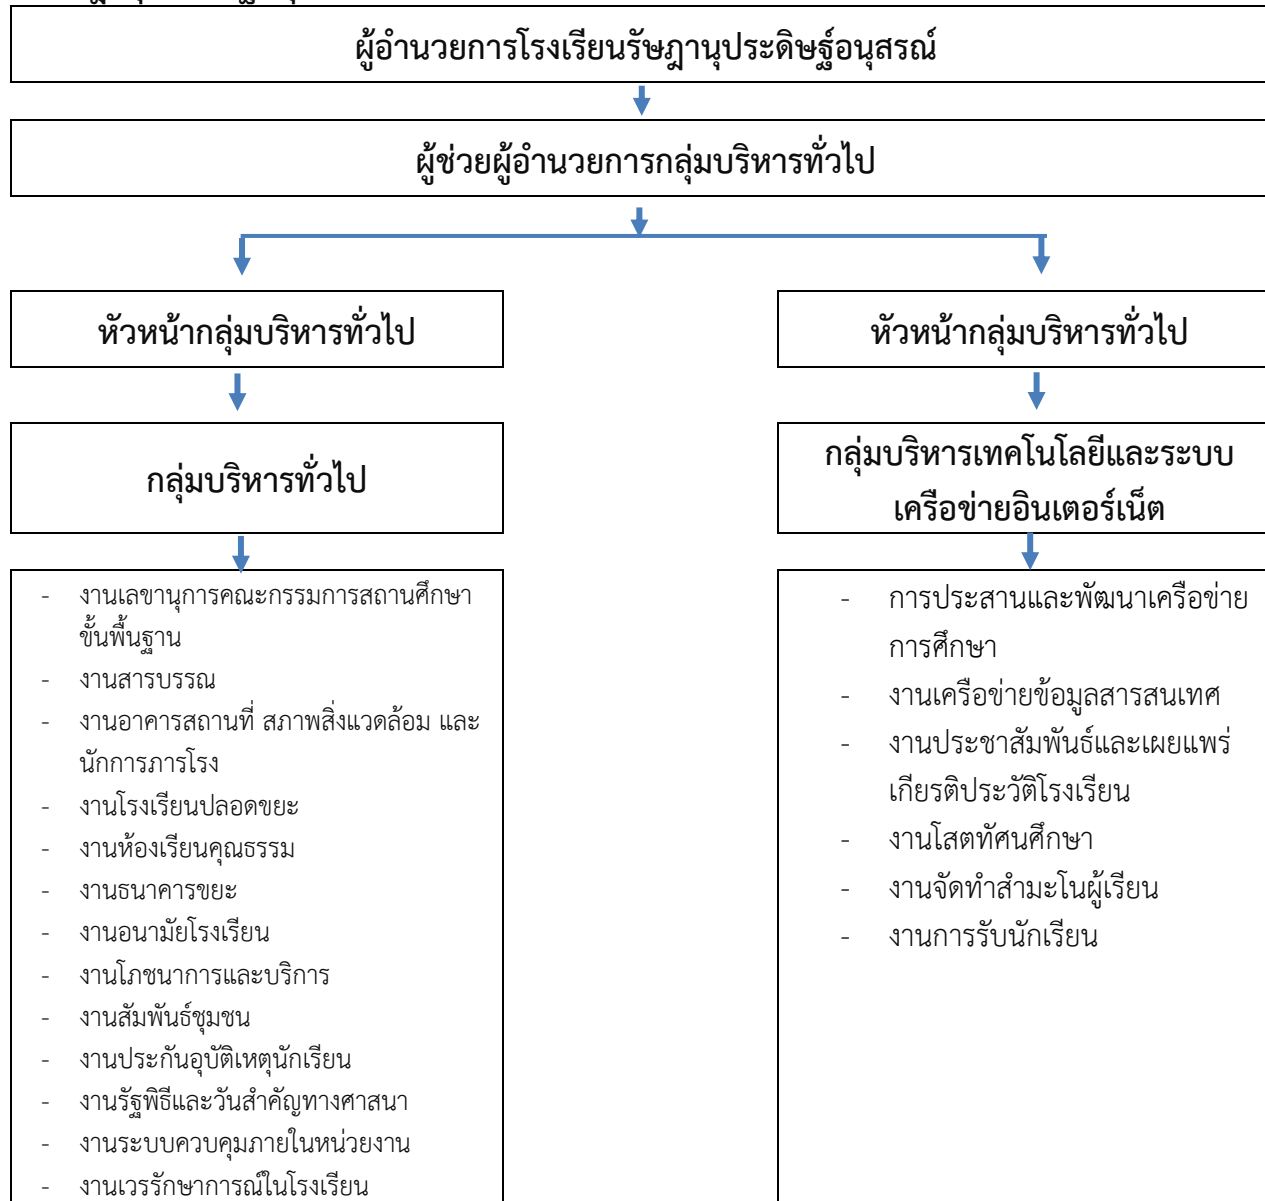 ผู้อำนวยการโรงเรียนรัษฎานุประดิษฐ์อนุสรณ์
ผู้ช่วยผู้อำนวยการกลุ่มบริหารทั่วไป
หัวหน้ากลุ่มบริหารทั่วไป
กลุ่มบริหารทั่วไป
- งานเลขานุการคณะกรรมการสถานศึกษา
ขั้นพื้นฐาน
- งานสารบรรณ
- งานอาคารสถานที่ สภาพสิ่งแวดล้อม และ
นักการภารโรง
- งานโรงเรียนปลอดขยะ
- งานห้องเรียนคุณธรรม
- งานธนาคารขยะ
- งานอนามัยโรงเรียน
- งานโภชนาการและบริการ
- งานสัมพันธ์ชุมชน
- งานประกันอุบัติเหตุนักเรียน
- งานรัฐพิธีและวันสำคัญทางศาสนา
- งานระบบควบคุมภายในหน่วยงาน
- งานเวรรักษาการณ์ในโรงเรียน
หัวหน้ากลุ่มบริหารทั่วไป
กลุ่มบริหารเทคโนโลยีและระบบ
เครือข่ายอินเตอร์เน็ต
- การประสานและพัฒนาเครือข่าย
การศึกษา
- งานเครือข่ายข้อมูลสารสนเทศ
- งานประชาสัมพันธ์และเผยแพร่
เกียรติประวัติโรงเรียน
- งานโสตทัศนศึกษา
- งานจัดทำสำมะโนผู้เรียน
- งานการรับนักเรียน